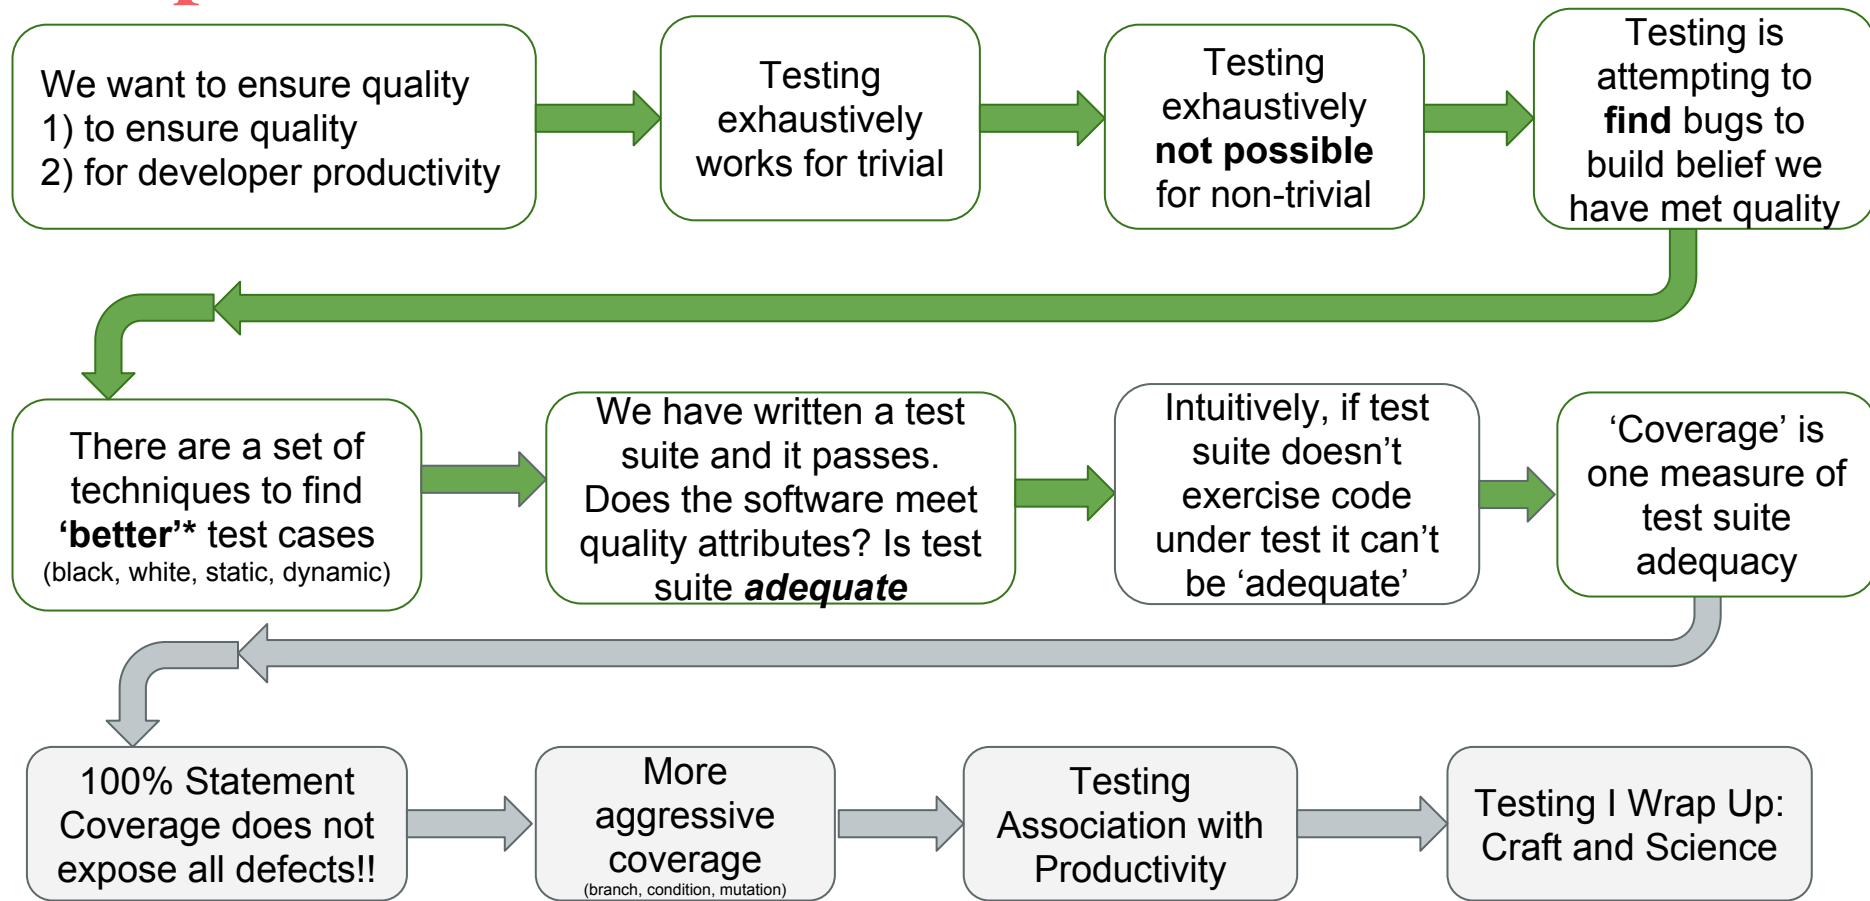 We want to ensure quality
1) to ensure quality
2) for developer productivity
Testing
exhaustively
works for trivial
Testing
exhaustively
not possible
for non-trivial
Testing is
attempting to
find bugs to
build belief we
have met quality
There are a set of
techniques to find
‘better’* test cases
(black, white, static, dynamic)
We have written a test
suite and it passes.
Does the software meet
quality attributes? Is test
suite adequate
Intuitively, if test
suite doesn’t
exercise code
under test it can’t
be ‘adequate’
‘Coverage’ is
one measure of
test suite
adequacy
100% Statement
Coverage does not
expose all defects!!
More
aggressive
coverage
(branch, condition, mutation)
Testing
Association with
Productivity
Testing I Wrap Up:
Craft and Science